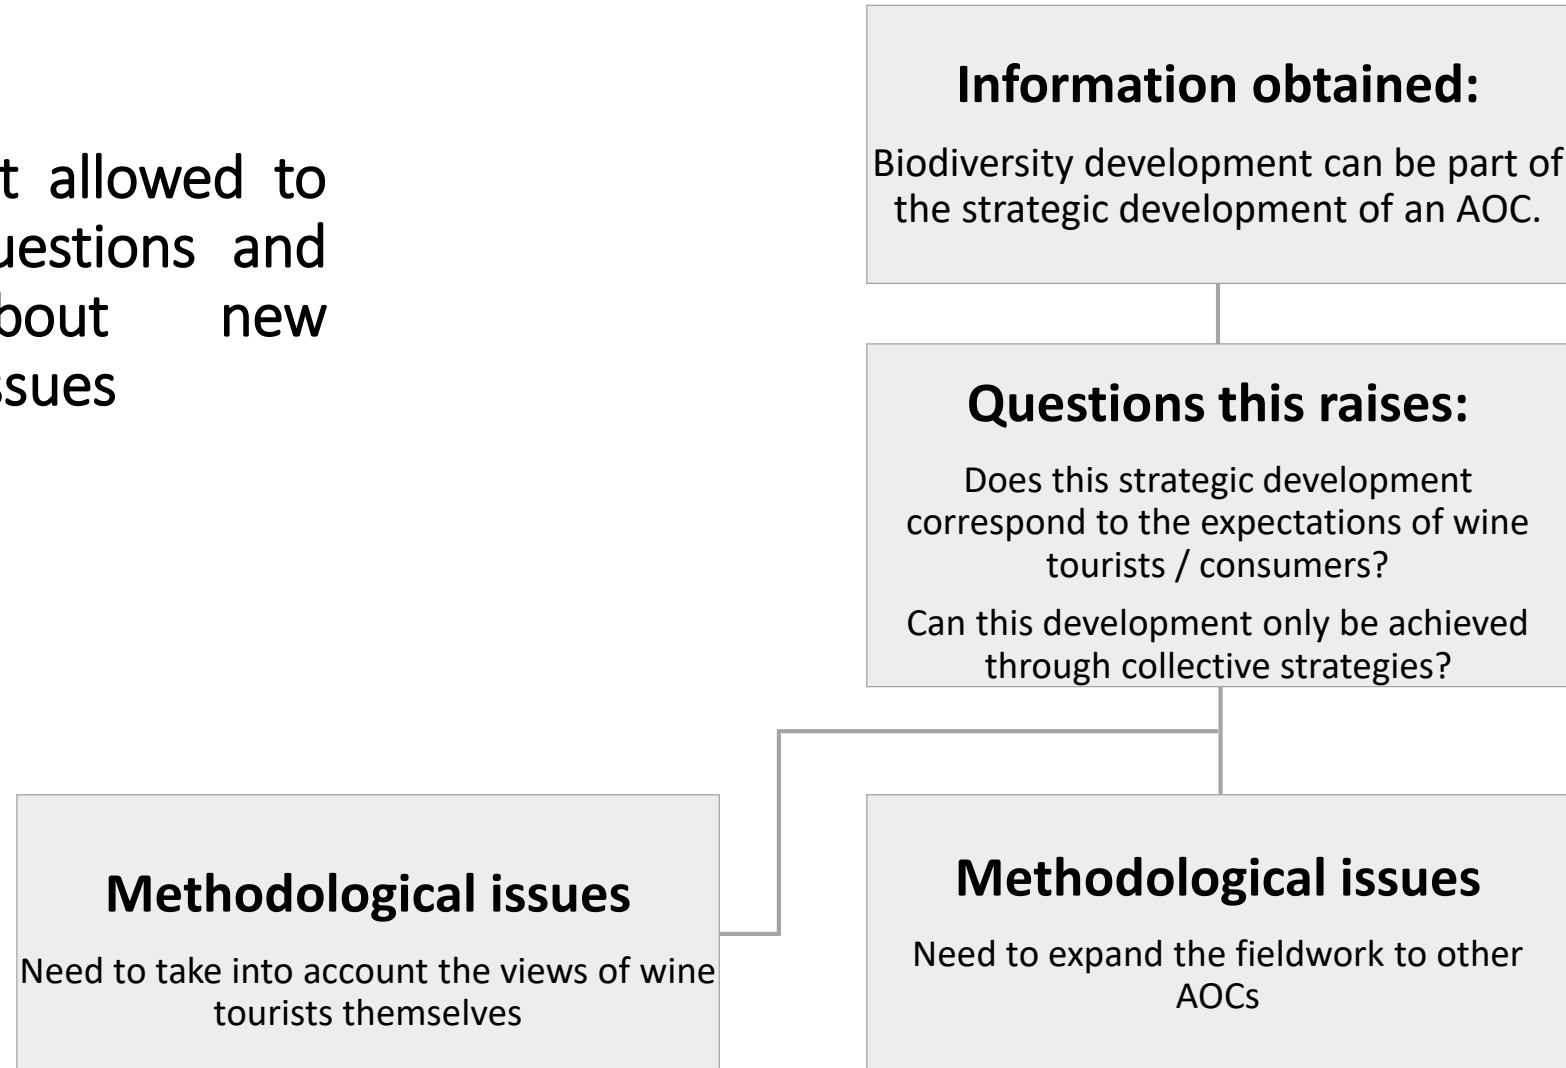 t allowed to
uestions and
bout new
ssues
Information obtained:
Biodiversity development can be part of
the strategic development of an AOC.
Questions this raises:
Does this strategic development
correspond to the expectations of wine
tourists / consumers?
Can this development only be achieved
through collective strategies?
Methodological issues
Need to take into account the views of wine
tourists themselves
Methodological issues
Need to expand the fieldwork to other
AOCs